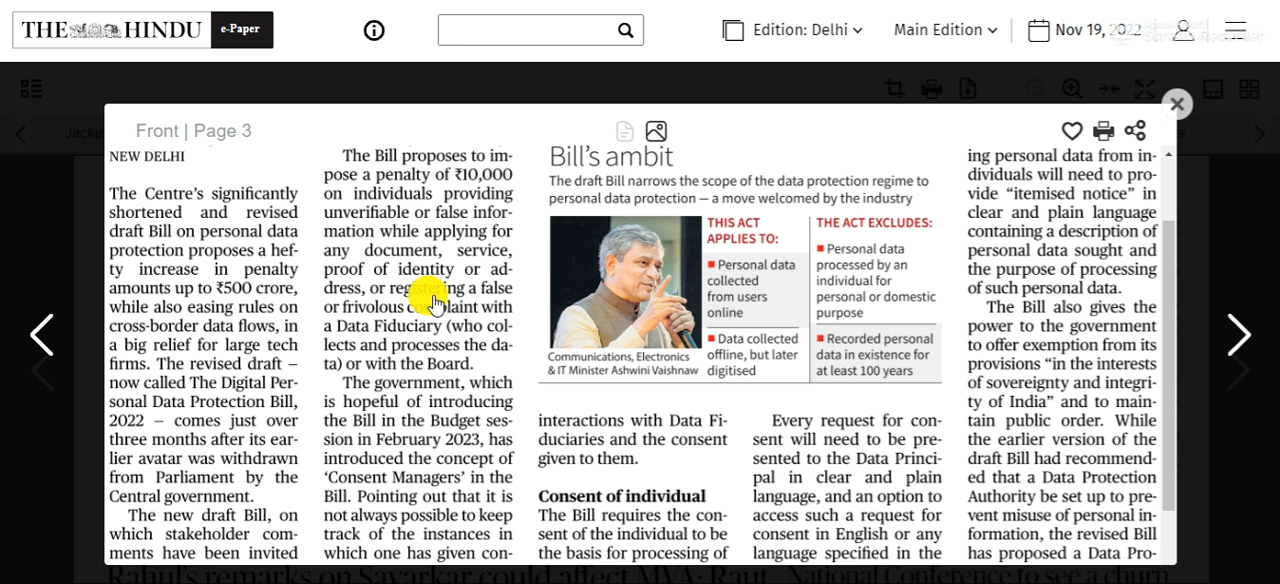 THE HINDU e-Paper
Edition: Delhi
Main Edition
Nov 19, 2022
Front | Page 3
NEW DELHI
The Centre's significantly
shortened and revised
draft Bill on personal data
protection proposes a hef-
ty increase in penalty
amounts up to ₹500 crore,
while also easing rules on
cross-border data flows, in
a big relief for large tech
firms. The revised draft –
now called The Digital Per-
sonal Data Protection Bill,
2022 – comes just over
three months after its ear-
lier avatar was withdrawn
from Parliament by the
Central government.
The new draft Bill, on
which stakeholder com-
ments have been invited
The Bill proposes to im-
pose a penalty of ₹10,000
on individuals providing
unverifiable or false infor-
mation while applying for
any document, service,
proof of identity or ad-
dress, or registering a false
or frivolous complaint with
a Data Fiduciary (who col-
lects and processes the da-
ta) or with the Board.
The government, which
is hopeful of introducing
the Bill in the Budget ses-
sion in February 2023, has
introduced the concept of
'Consent Managers' in the
Bill. Pointing out that it is
not always possible to keep
track of the instances in
which one has given con-
Bill's ambit
The draft Bill narrows the scope of the data protection regime to
personal data protection — a move welcomed by the industry
Communications, Electronics
& IT Minister Ashwini Vaishnaw
THIS ACT
APPLIES TO:
Personal data
collected
from users
online
Data collected
offline, but later
digitised
THE ACT EXCLUDES:
Personal data
processed by an
individual for
personal or domestic
purpose
Recorded personal
data in existence for
at least 100 years
interactions with Data Fi-
duciaries and the consent
given to them.
Consent of individual
The Bill requires the con-
sent of the individual to be
the basis for processing of
Every request for con-
sent will need to be pre-
sented to the Data Princi-
pal in clear and plain
language, and an option to
access such a request for
consent in English or any
language specified in the
ing personal data from in-
dividuals will need to pro-
vide “itemised notice” in
clear and plain language
containing a description of
personal data sought and
the purpose of processing
of such personal data.
The Bill also gives the
power to the government
to offer exemption from its
provisions “in the interests
of sovereignty and integri-
ty of India” and to main-
tain public order. While
the earlier version of the
draft Bill had recommend-
ed that a Data Protection
Authority be set up to pre-
vent misuse of personal in-
formation, the revised Bill
has proposed a Data Pro-
Rahul's remarks on Savarkar could affect MVA: Raut National Conference to see a churn